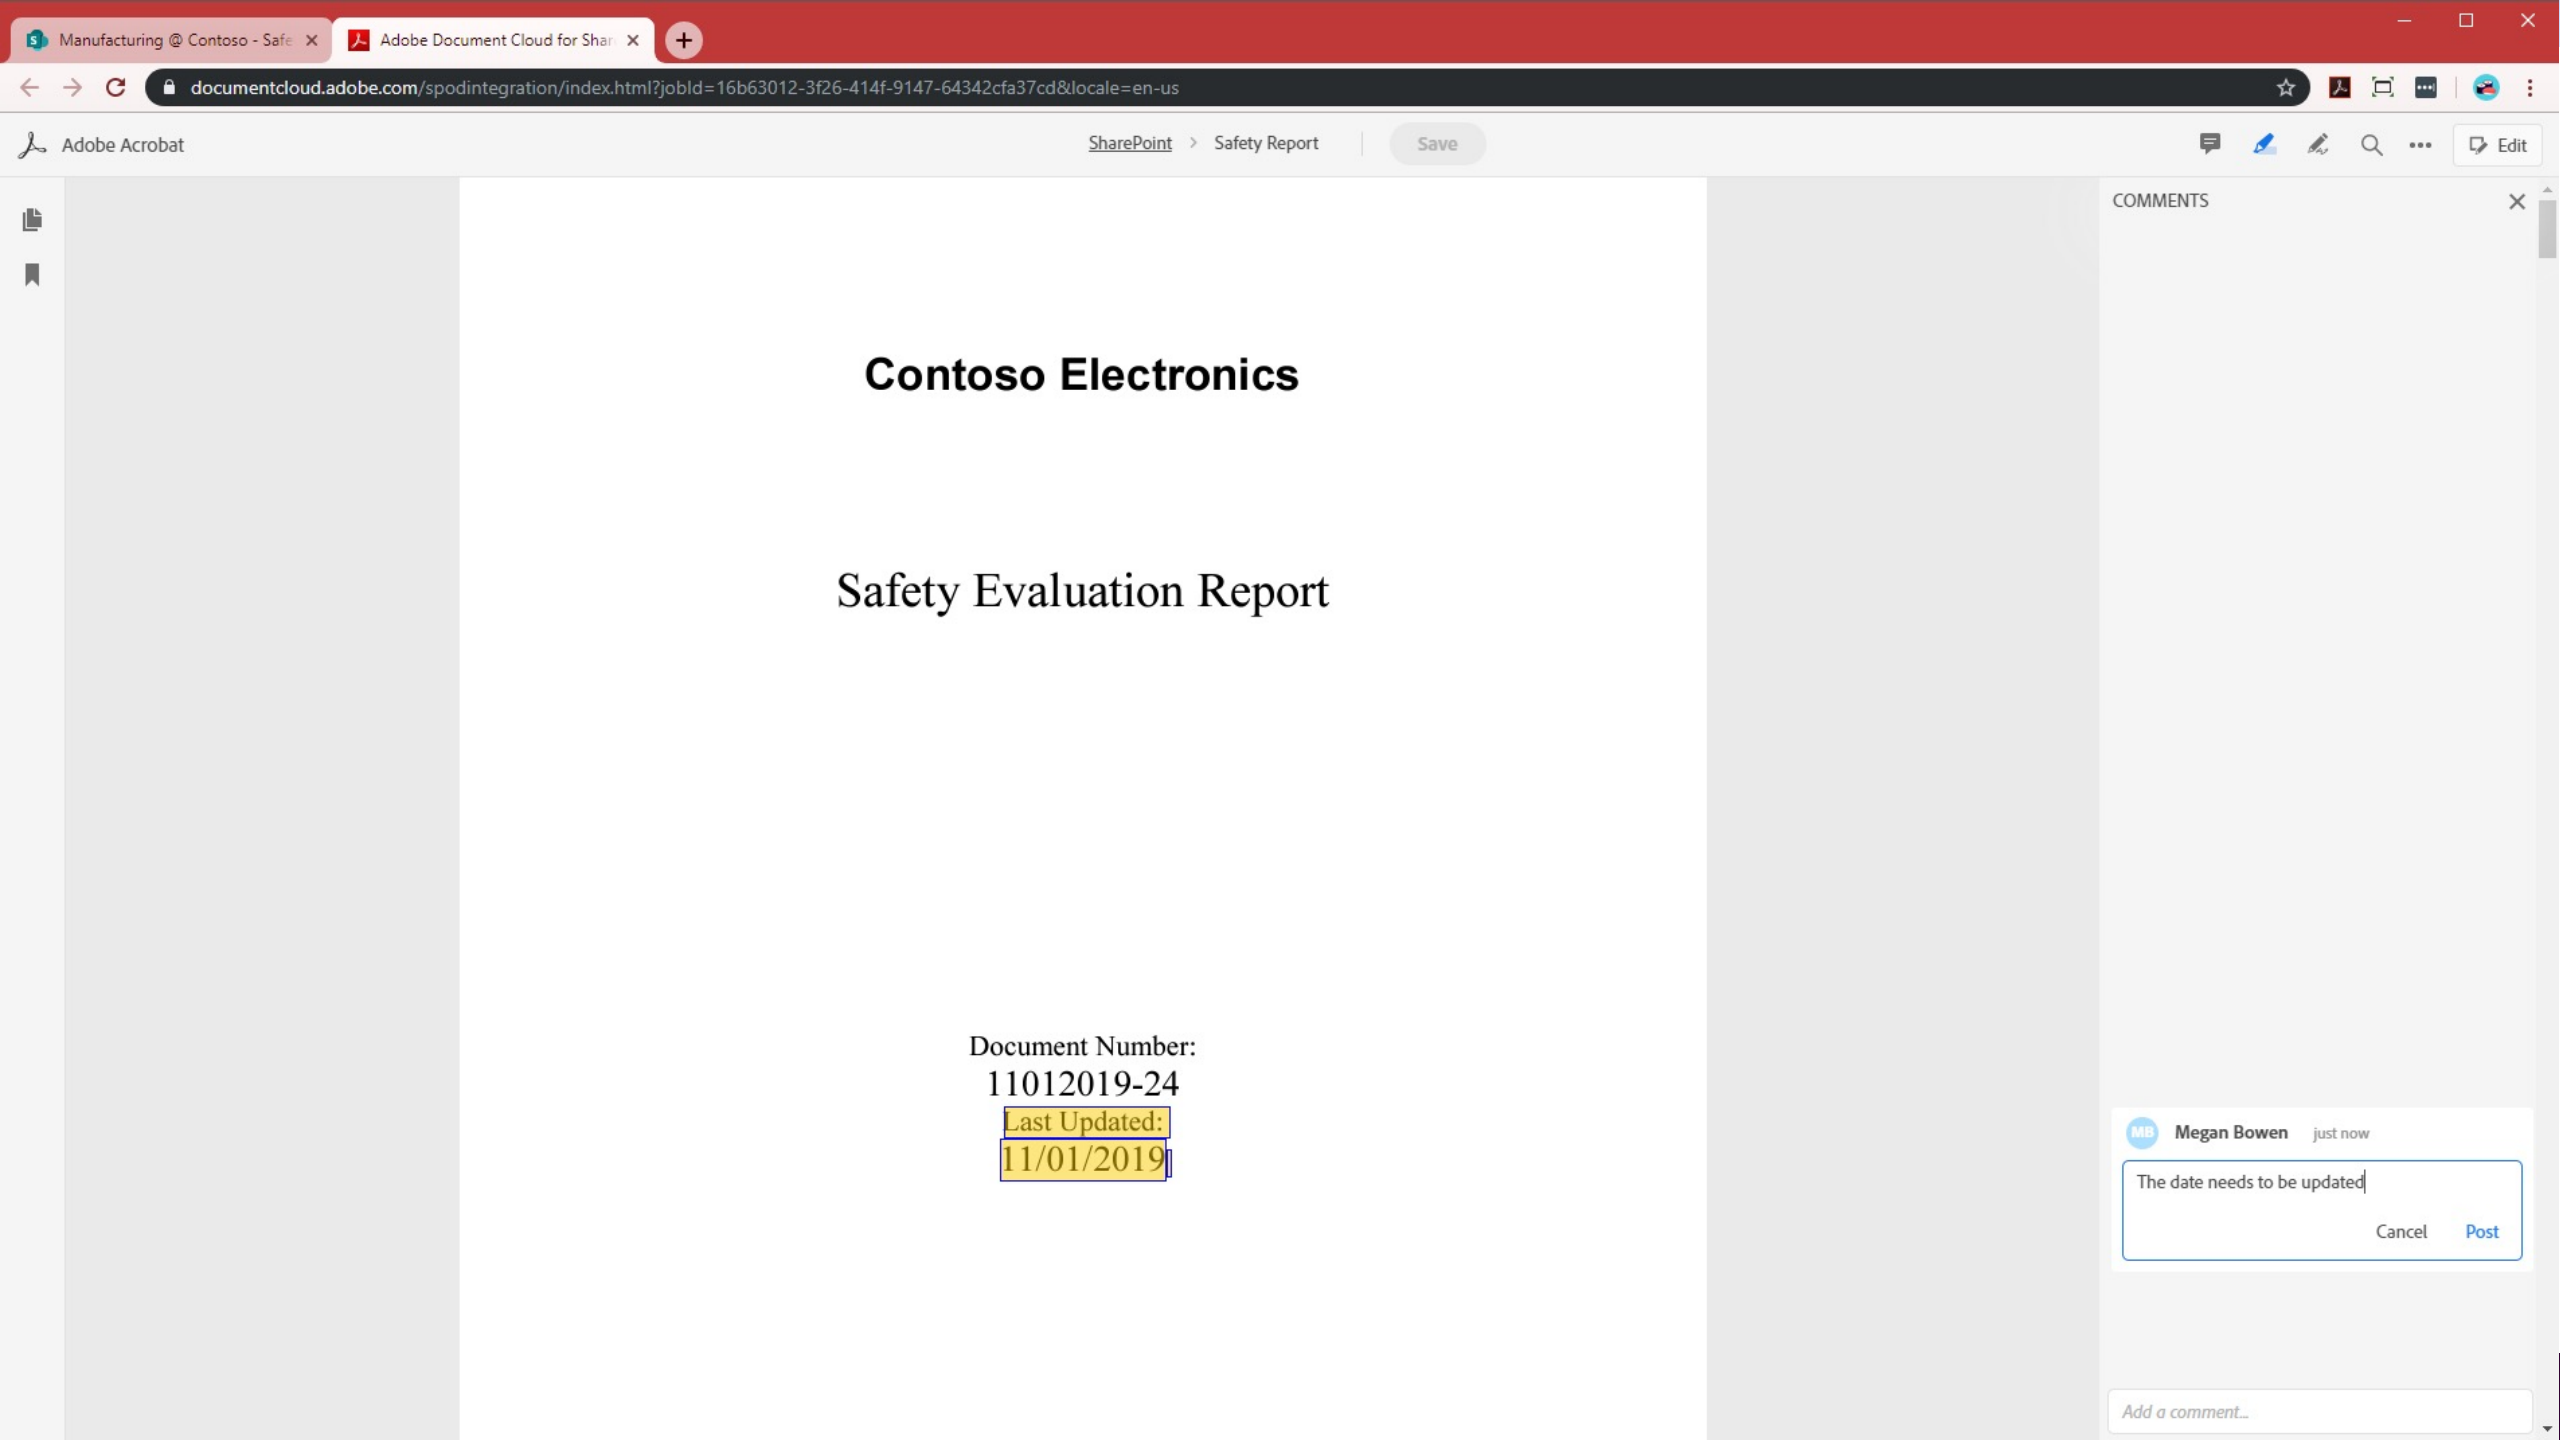 Manufacturing @ Contoso - Safe
Adobe Document Cloud for Shar
documentcloud.adobe.com/spodintegration/index.html?jobId=16b63012-3f26-414f-9147-64342cfa37cd&locale=en-us
Adobe Acrobat
SharePoint > Safety Report
Save
Edit
COMMENTS
Contoso Electronics
Safety Evaluation Report
Document Number:
11012019-24
Last Updated:
11/01/2019
MB Megan Bowen just now
The date needs to be updated
Cancel Post
Add a comment...